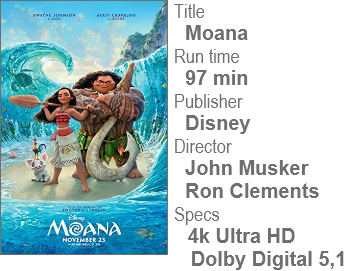 DWAYNE JOHNSON AULI'I CRAVALHO
Disney
MOANA
NOVEMBER 23
Title
Moana
Run time
97 min
Publisher
Disney
Director
John Musker
Ron Clements
Specs
4k Ultra HD
Dolby Digital 5,1